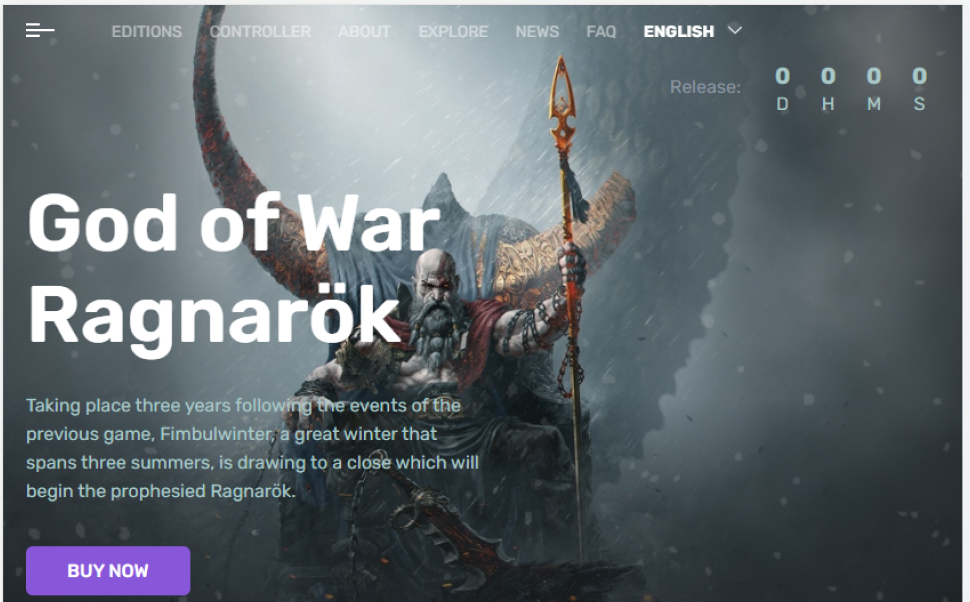 EDITIONS CONTROLLER ABOUT EXPLORE NEWS FAQ ENGLISH
Release: 0 0 0 0
D H M S
God of War
Ragnarök
Taking place three years following the events of the
previous game, Fimbulwinter, a great winter that
spans three summers, is drawing to a close which will
begin the prophesied Ragnarök.
BUY NOW